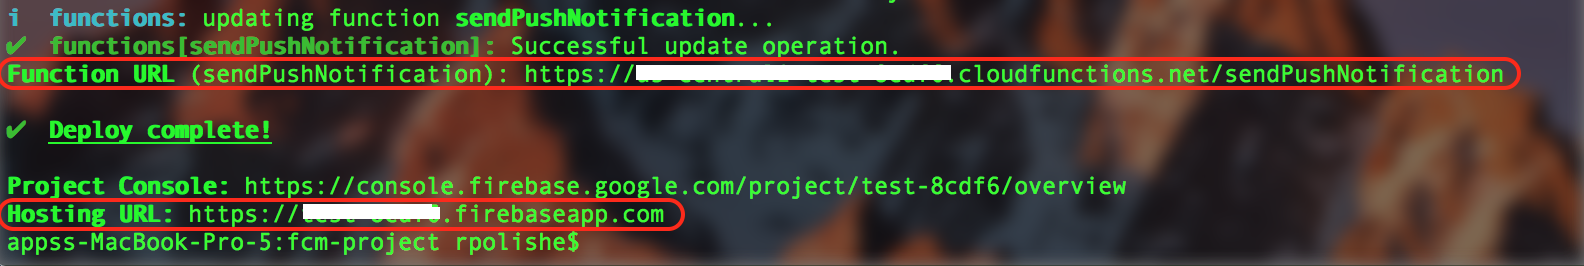 i functions: updating function sendPushNotification...
✔ functions[sendPushNotification]: Successful update operation.
Function URL (sendPushNotification): https://.cloudfunctions.net/sendPushNotification
✔ Deploy complete!
Project Console: https://console.firebase.google.com/project/test-8cdf6/overview
Hosting URL: https://.firebaseapp.com
appss-MacBook-Pro-5:fcm-project rpolishe$